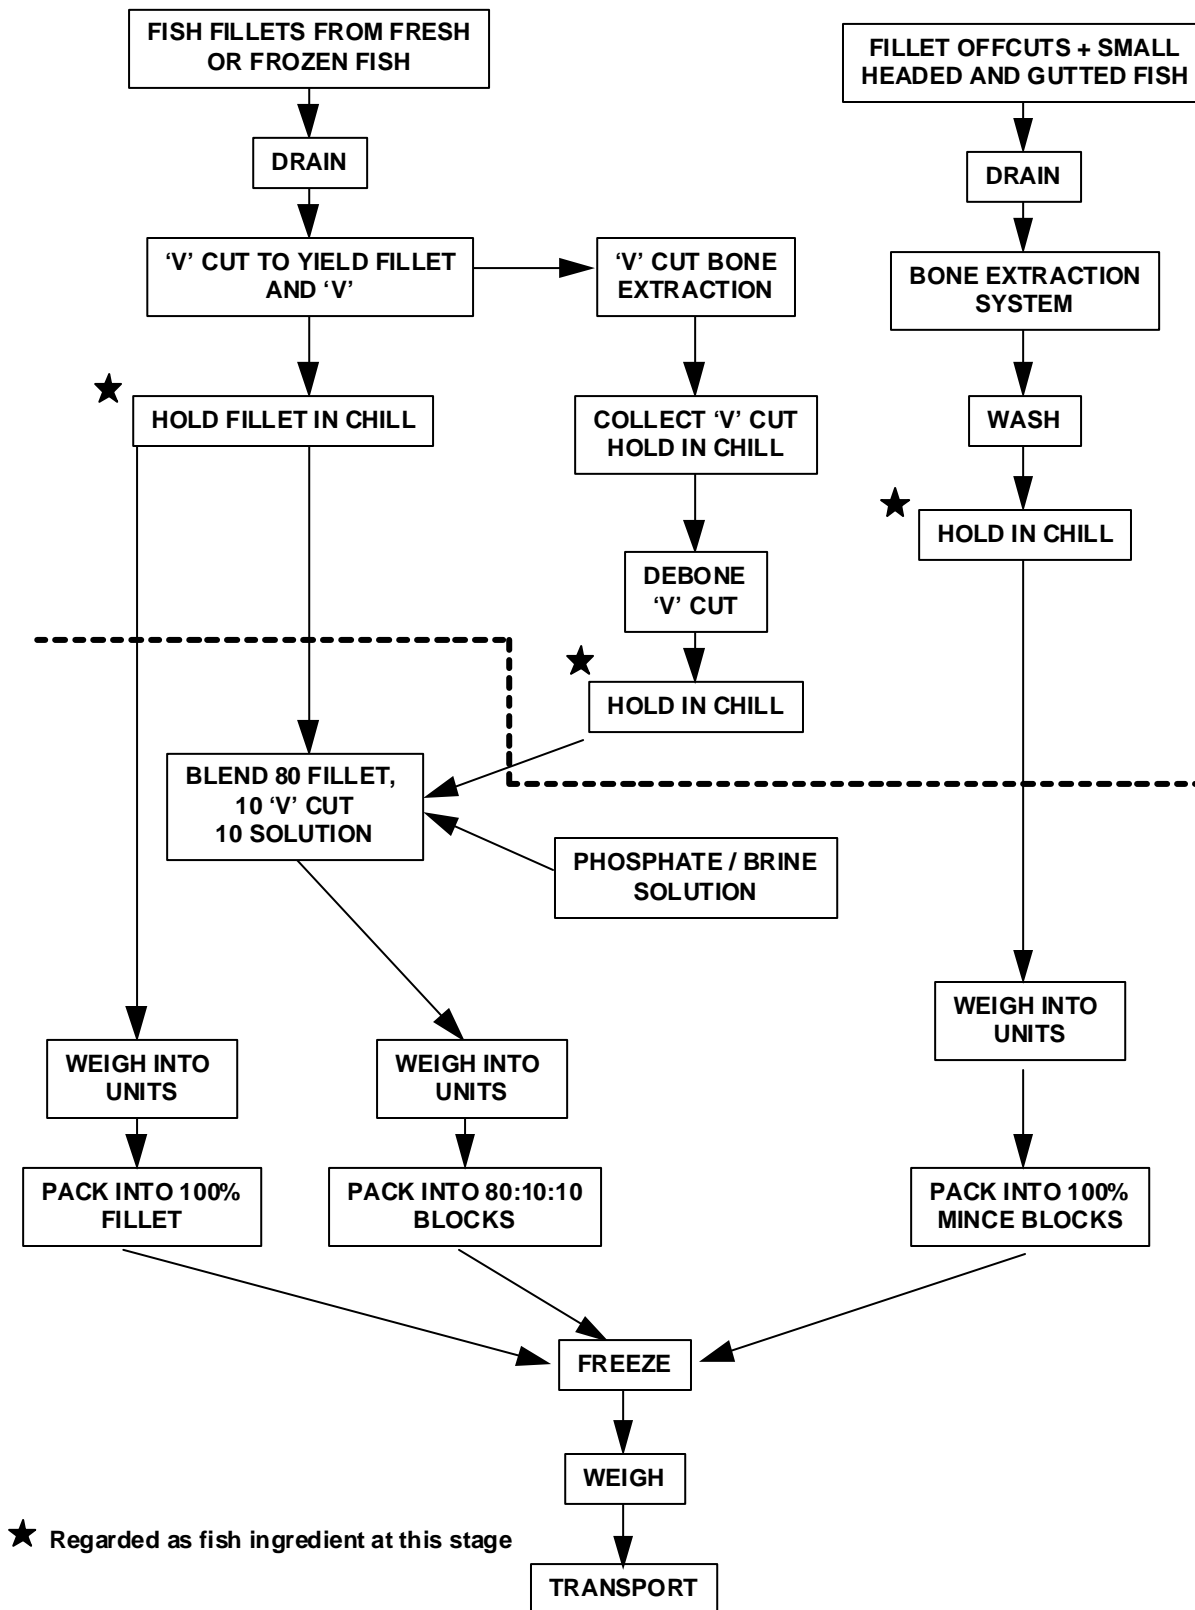 FISH FILLETS FROM FRESH
OR FROZEN FISH
FILLET OFFCUTS + SMALL
HEADED AND GUTTED FISH
DRAIN
DRAIN
‘V’ CUT TO YIELD FILLET
AND ‘V’
‘V’ CUT BONE
EXTRACTION
BONE EXTRACTION
SYSTEM
HOLD FILLET IN CHILL
COLLECT ‘V’ CUT
HOLD IN CHILL
WASH
HOLD IN CHILL
DEBONE
‘V’ CUT
HOLD IN CHILL
BLEND 80 FILLET,
10 ‘V’ CUT
10 SOLUTION
PHOSPHATE / BRINE
SOLUTION
WEIGH INTO
UNITS
WEIGH INTO
UNITS
WEIGH INTO
UNITS
PACK INTO 100%
FILLET
PACK INTO 80:10:10
BLOCKS
PACK INTO 100%
MINCE BLOCKS
FREEZE
WEIGH
★ Regarded as fish ingredient at this stage
TRANSPORT